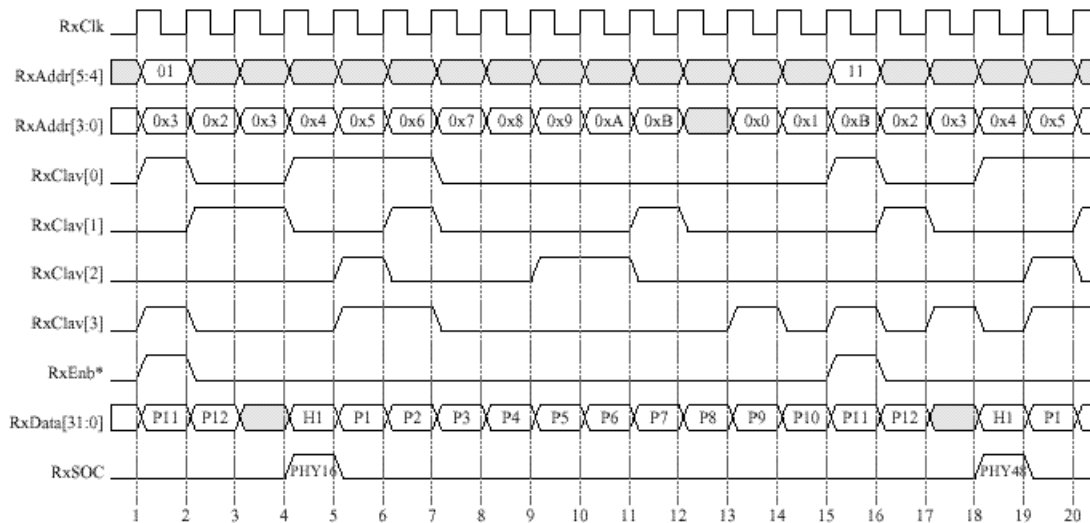 RxClk
RxAddr[5:4] 01 11
RxAddr[3:0] 0x3 0x2 0x3 0x4 0x5 0x6 0x7 0x8 0x9 0xA 0xB 0x0 0x1 0xB 0x2 0x3 0x4 0x5
RxClav[0]
RxClav[1]
RxClav[2]
RxClav[3]
RxEnb*
RxData[31:0] P11 P12 H1 P1 P2 P3 P4 P5 P6 P7 P8 P9 P10 P11 P12 H1 P1
RxSOC PHY16 PHY48
1 2 3 4 5 6 7 8 9 10 11 12 13 14 15 16 17 18 19 20